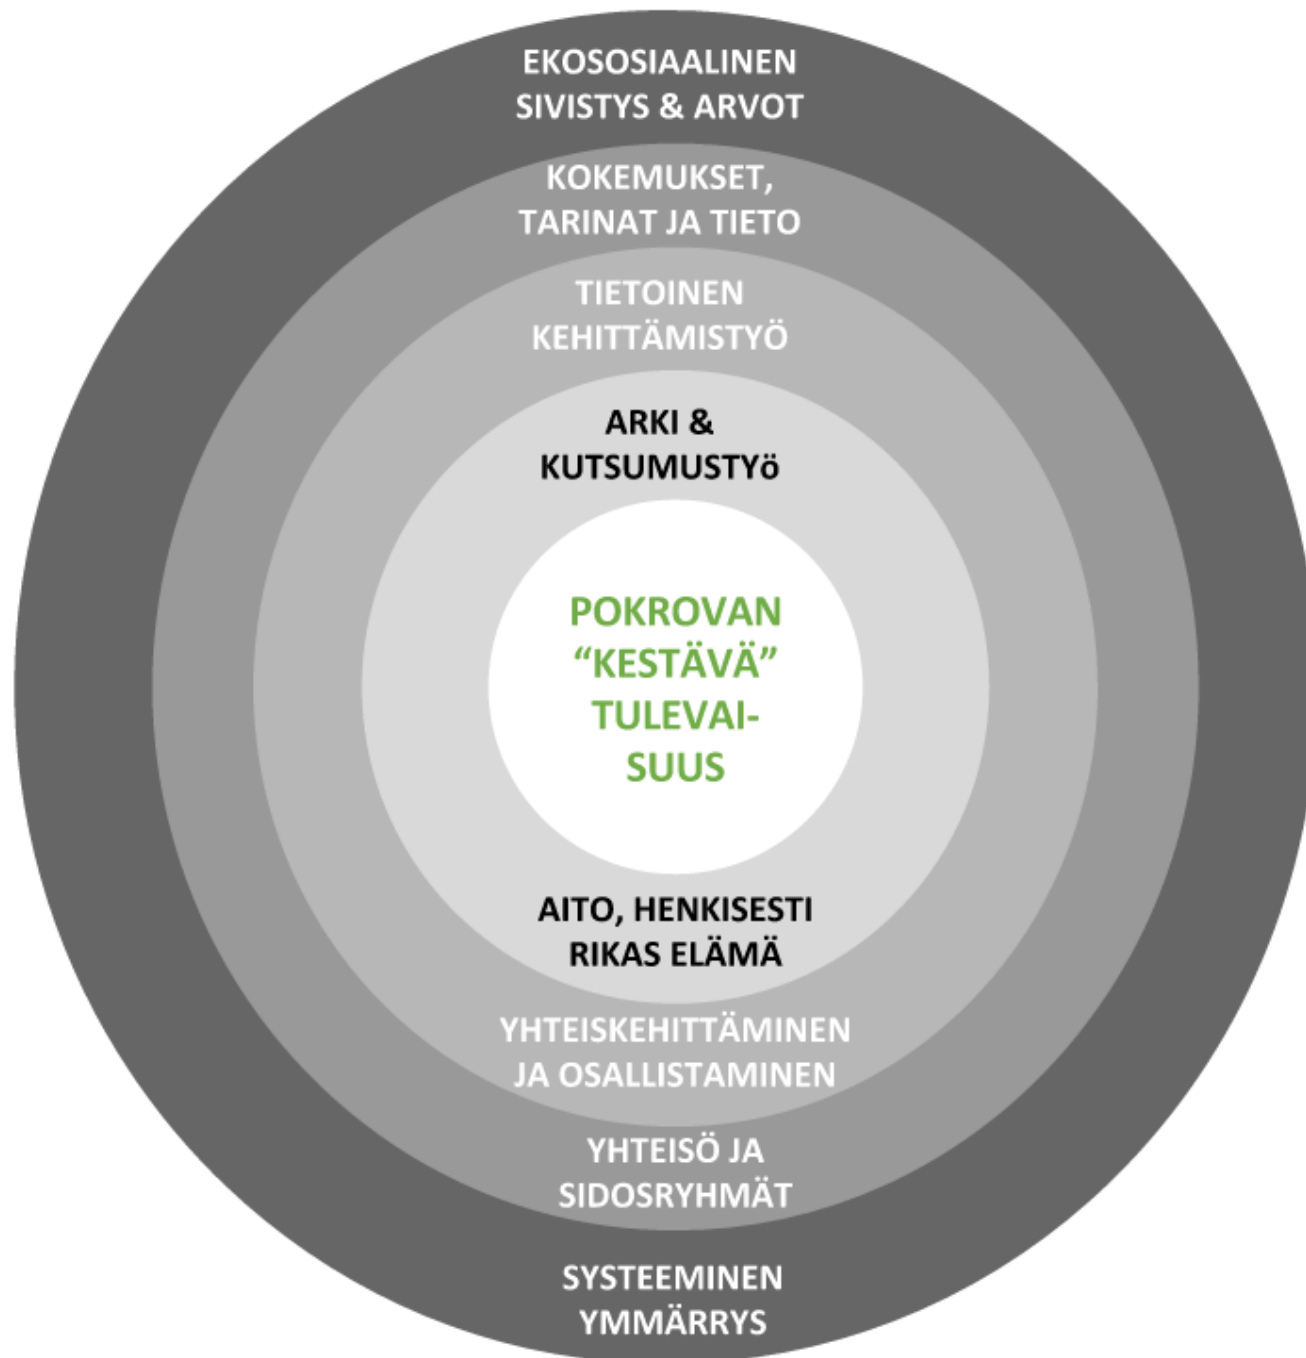 EKOSOSIAALINEN
SIVISTYS & ARVOT
KOKEMUKSET,
TARINAT JA TIETO
TIETOINEN
KEHITTÄMISTYÖ
ARKI &
KUTSUMUSTYö
POKROVAN
“KESTÄVÄ”
TULEVAI-
SUUS
AITO, HENKISESTI
RIKAS ELÄMÄ
YHTEISKEHITTÄMINEN
JA OSALLISTAMINEN
YHTEISÖ JA
SIDOSRYHMÄT
SYSTEEMINEN
YMMÄRRYS